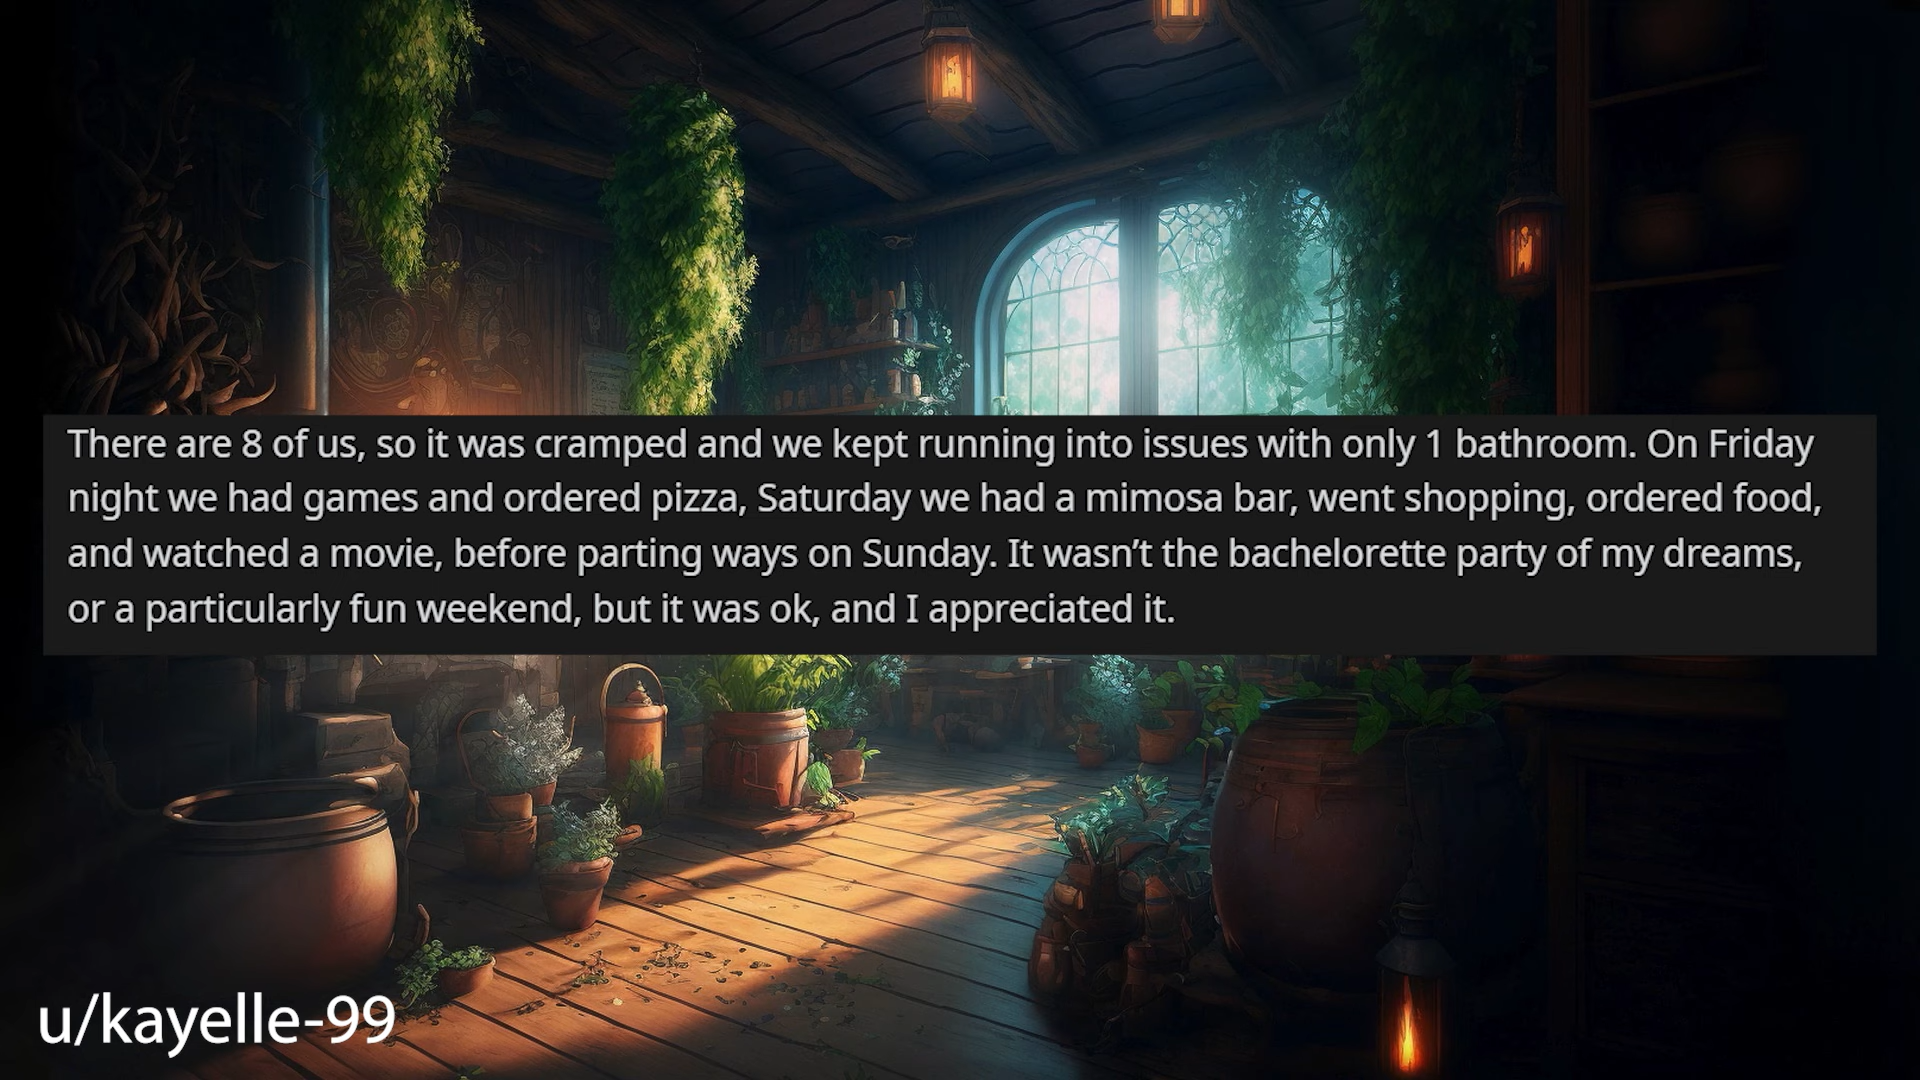 There are 8 of us, so it was cramped and we kept running into issues with only 1 bathroom. On Friday
night we had games and ordered pizza, Saturday we had a mimosa bar, went shopping, ordered food,
and watched a movie, before parting ways on Sunday. It wasn’t the bachelorette party of my dreams,
or a particularly fun weekend, but it was ok, and I appreciated it.
u/kayelle-99